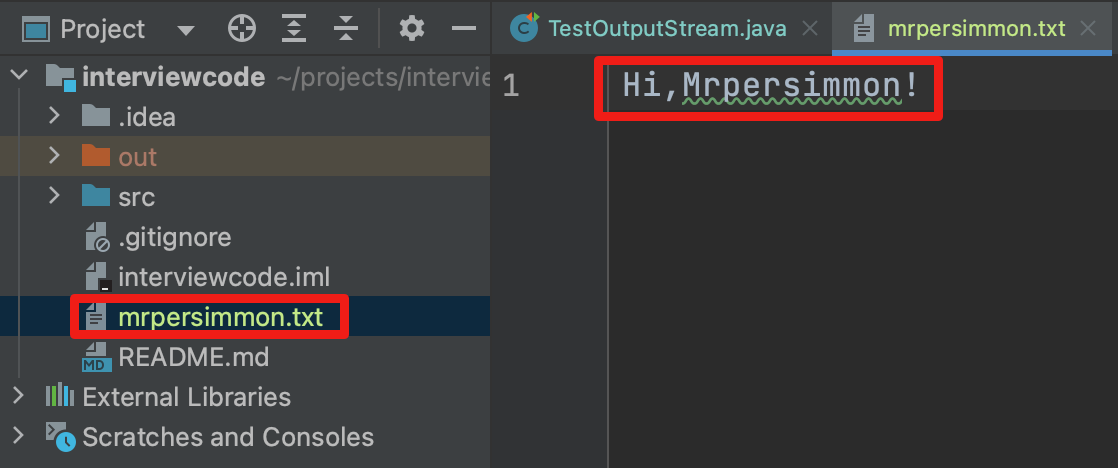 Project
TestOutputStream.java
mrpersimmon.txt
interviewcode ~/projects/intervie
.idea
out
src
.gitignore
interviewcode.iml
mrpersimmon.txt
MD README.md
External Libraries
Scratches and Consoles
1 Hi,Mrpersimmon!